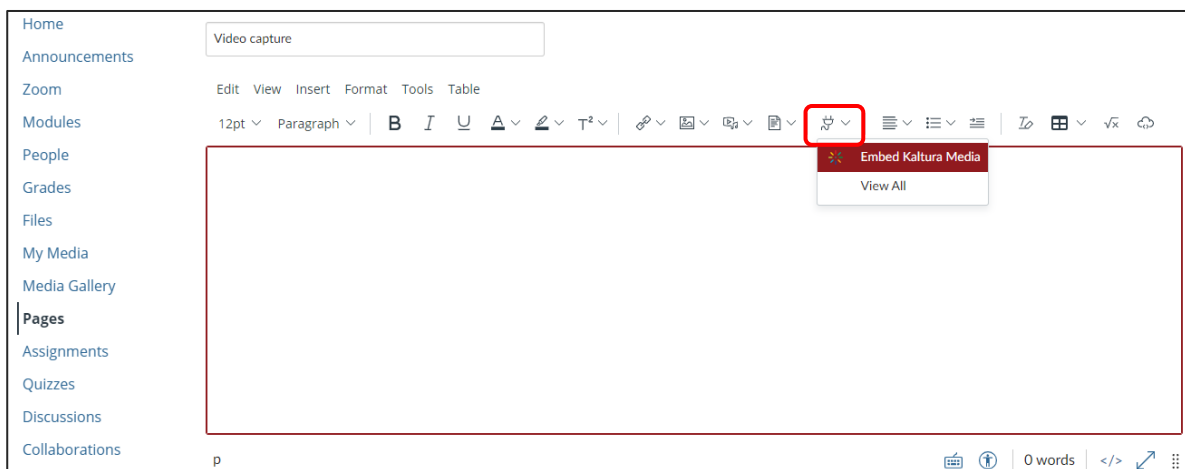 Home
Announcements
Zoom
Modules
People
Grades
Files
My Media
Media Gallery
Pages
Assignments
Quizzes
Discussions
Collaborations
Video capture
Edit View Insert Format Tools Table
12pt Paragraph B I U A T² √x
Embed Kaltura Media
View All
p 0 words </>